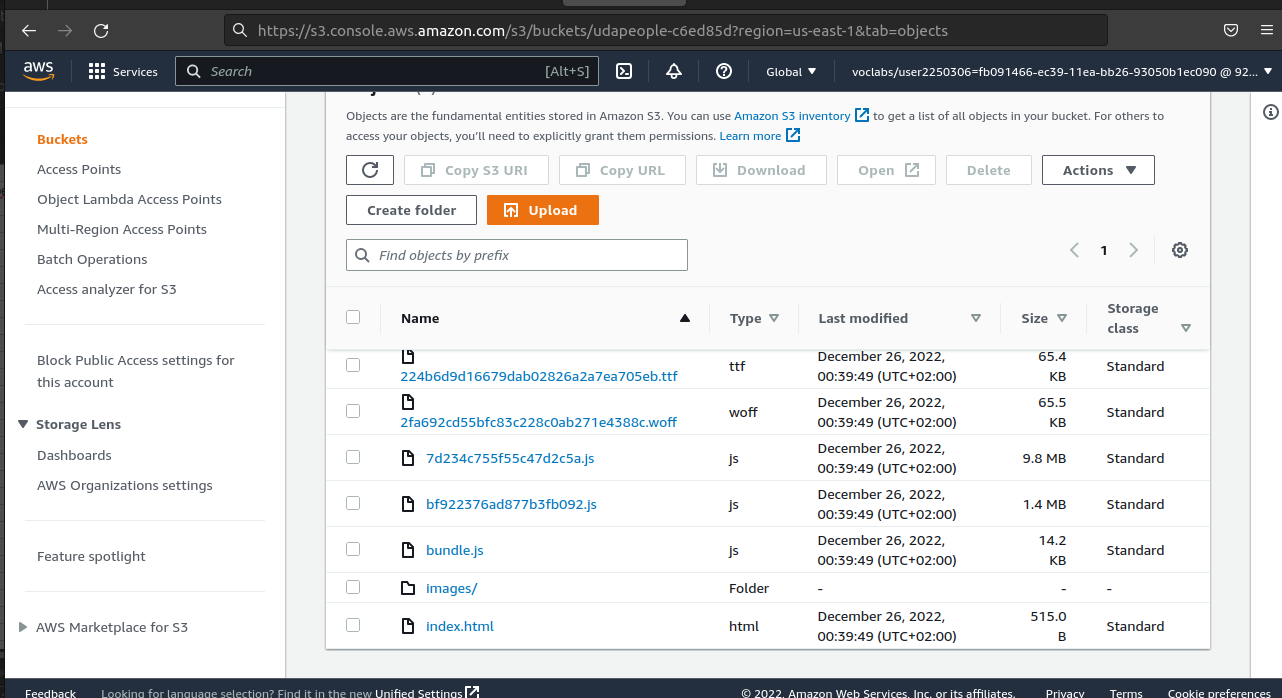 https://s3.console.aws.amazon.com/s3/buckets/udapeople-c6ed85d?region=us-east-1&tab=objects
aws Services Search [Alt+S] Global voclabs/user2250306=fb091466-ec39-11ea-bb26-93050b1ec090 @ 92...
Buckets
Access Points
Object Lambda Access Points
Multi-Region Access Points
Batch Operations
Access analyzer for S3
Block Public Access settings for
this account
Storage Lens
Dashboards
AWS Organizations settings
Feature spotlight
AWS Marketplace for S3
Objects are the fundamental entities stored in Amazon S3. You can use Amazon S3 inventory to get a list of all objects in your bucket. For others to
access your objects, you'll need to explicitly grant them permissions. Learn more
Copy S3 URI Copy URL Download Open Delete Actions
Create folder Upload
Find objects by prefix 1
Name Type Last modified Size Storage
class
224b6d9d16679dab02826a2a7ea705eb.ttf ttf December 26, 2022,
00:39:49 (UTC+02:00) 65.4
KB Standard
2fa692cd55bfc83c228c0ab271e4388c.woff woff December 26, 2022,
00:39:49 (UTC+02:00) 65.5
KB Standard
7d234c755f55c47d2c5a.js js December 26, 2022,
00:39:49 (UTC+02:00) 9.8 MB Standard
bf922376ad877b3fb092.js js December 26, 2022,
00:39:49 (UTC+02:00) 1.4 MB Standard
bundle.js js December 26, 2022,
00:39:49 (UTC+02:00) 14.2
KB Standard
images/ Folder - - -
index.html html December 26, 2022,
00:39:49 (UTC+02:00) 515.0
B Standard
Feedback Looking for language selection? Find it in the new Unified Settings © 2022, Amazon Web Services, Inc. or its affiliates. Privacy Terms Cookie preferences